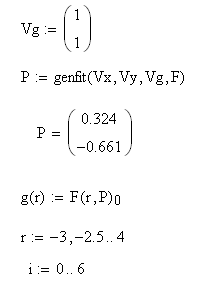 Vg := (1
1)
P := genfit(Vx, Vy, Vg, F)
P = (0.324
-0.661)
g(r) := F(r, P)0
r := -3, -2.5.. 4
i := 0.. 6